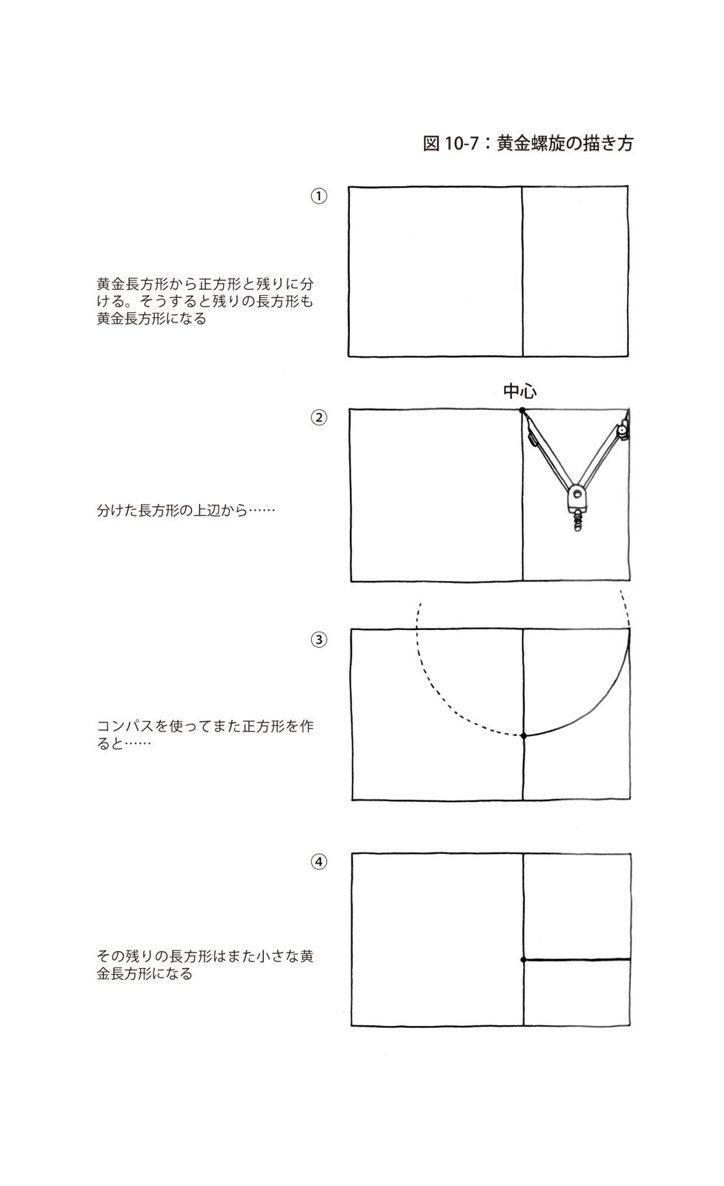 図 10-7：黄金螺旋の描き方
①
黄金長方形から正方形と残りに分
ける。そうすると残りの長方形も
黄金長方形になる
中心
②
分けた長方形の上辺から……
③
コンパスを使ってまた正方形を作
ると……
④
その残りの長方形はまた小さな黄
金長方形になる